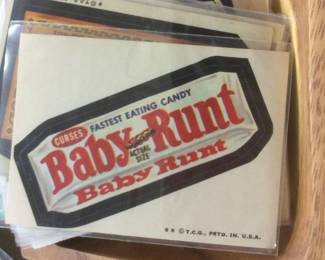 CURSES FASTEST EATING CANDY
Baby Runt
ACTUAL
SIZE
Baby Runt
** © T.C.G., PRTD. IN U.S.A.